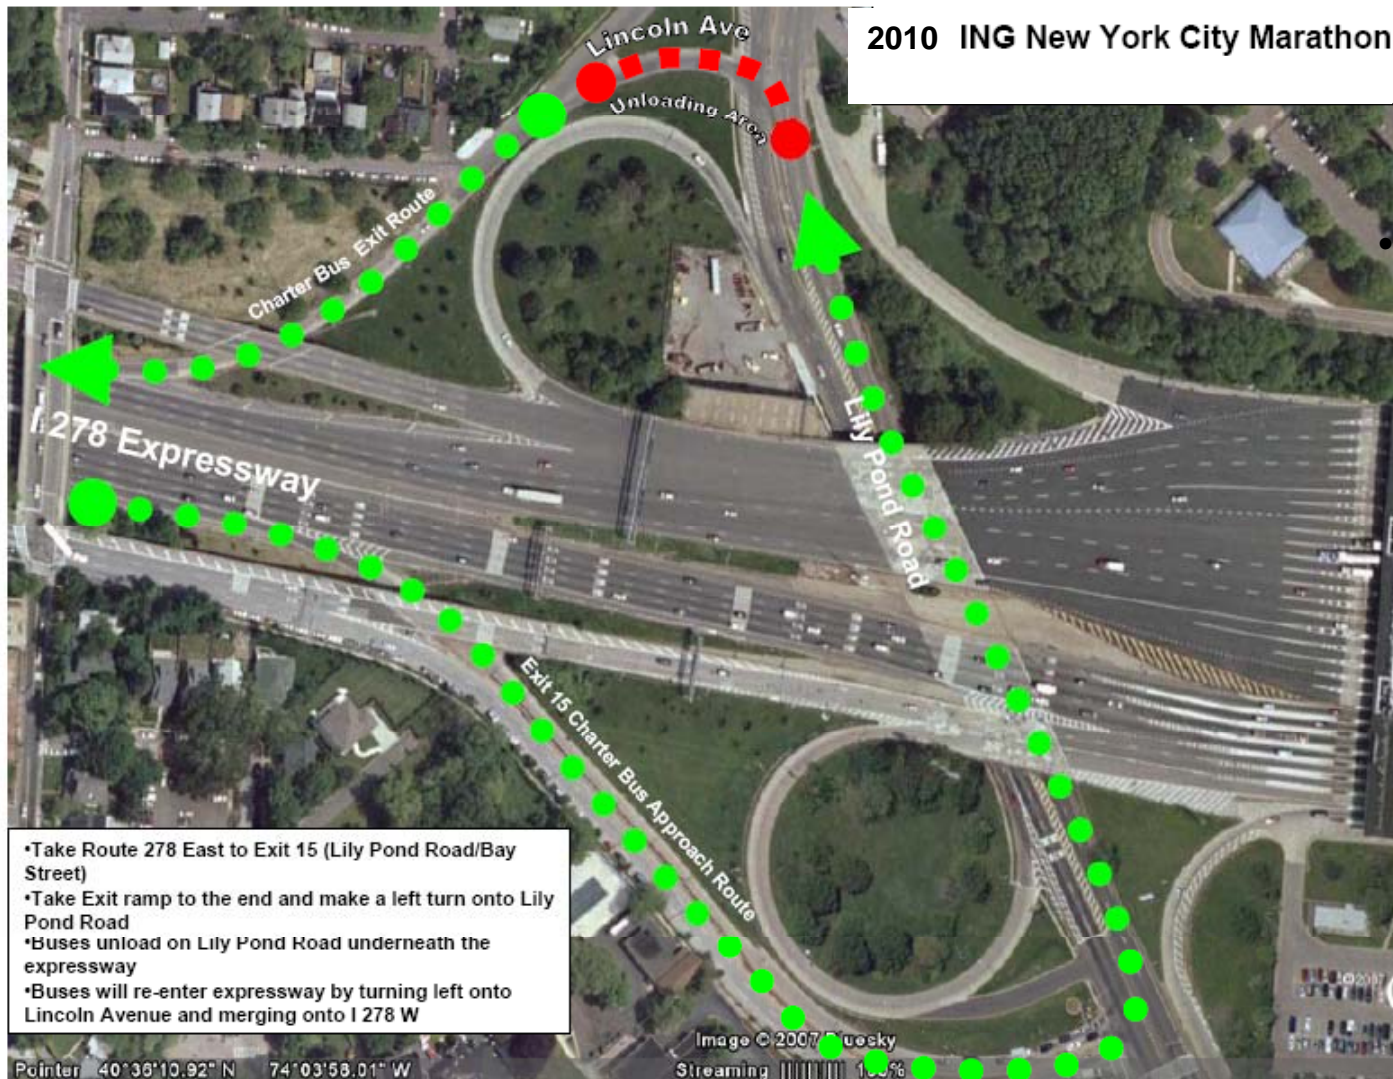 2010 ING New York City Marathon
Lincoln Ave
Unloading Area
Charter Bus Exit Route
I 278 Expressway
Lily Pond Road
Exit 15 Charter Bus Approach Route
•Take Route 278 East to Exit 15 (Lily Pond Road/Bay
Street)
•Take Exit ramp to the end and make a left turn onto Lily
Pond Road
•Buses unload on Lily Pond Road underneath the
expressway
•Buses will re-enter expressway by turning left onto
Lincoln Avenue and merging onto I 278 W
©2007
Image © 2007 Bluesky
Pointer 40°36'10.92" N 74°03'58.01" W
Streaming ||||||||| 100%